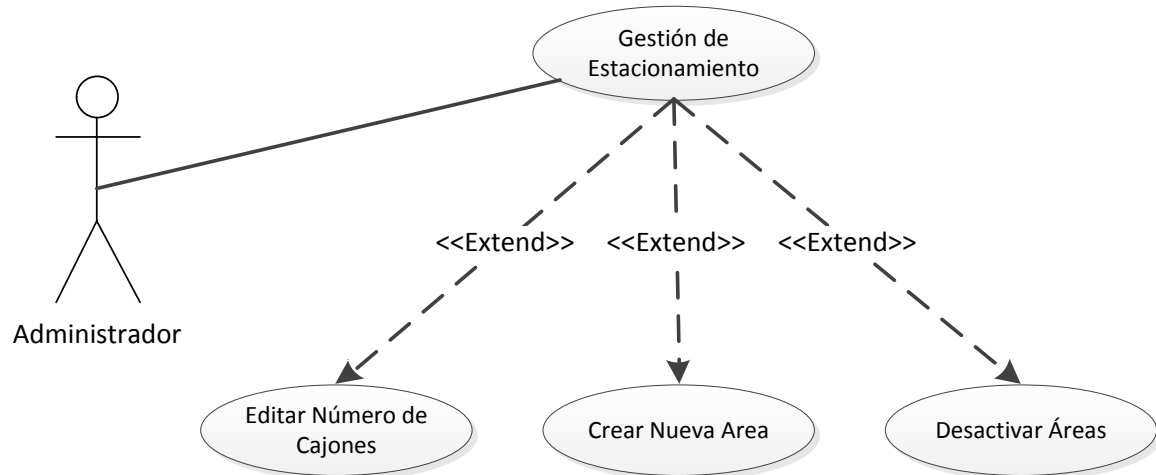 Gestión de
Estacionamiento
<<Extend>> <<Extend>> <<Extend>>
Administrador
Editar Número de
Cajones
Crear Nueva Area
Desactivar Áreas